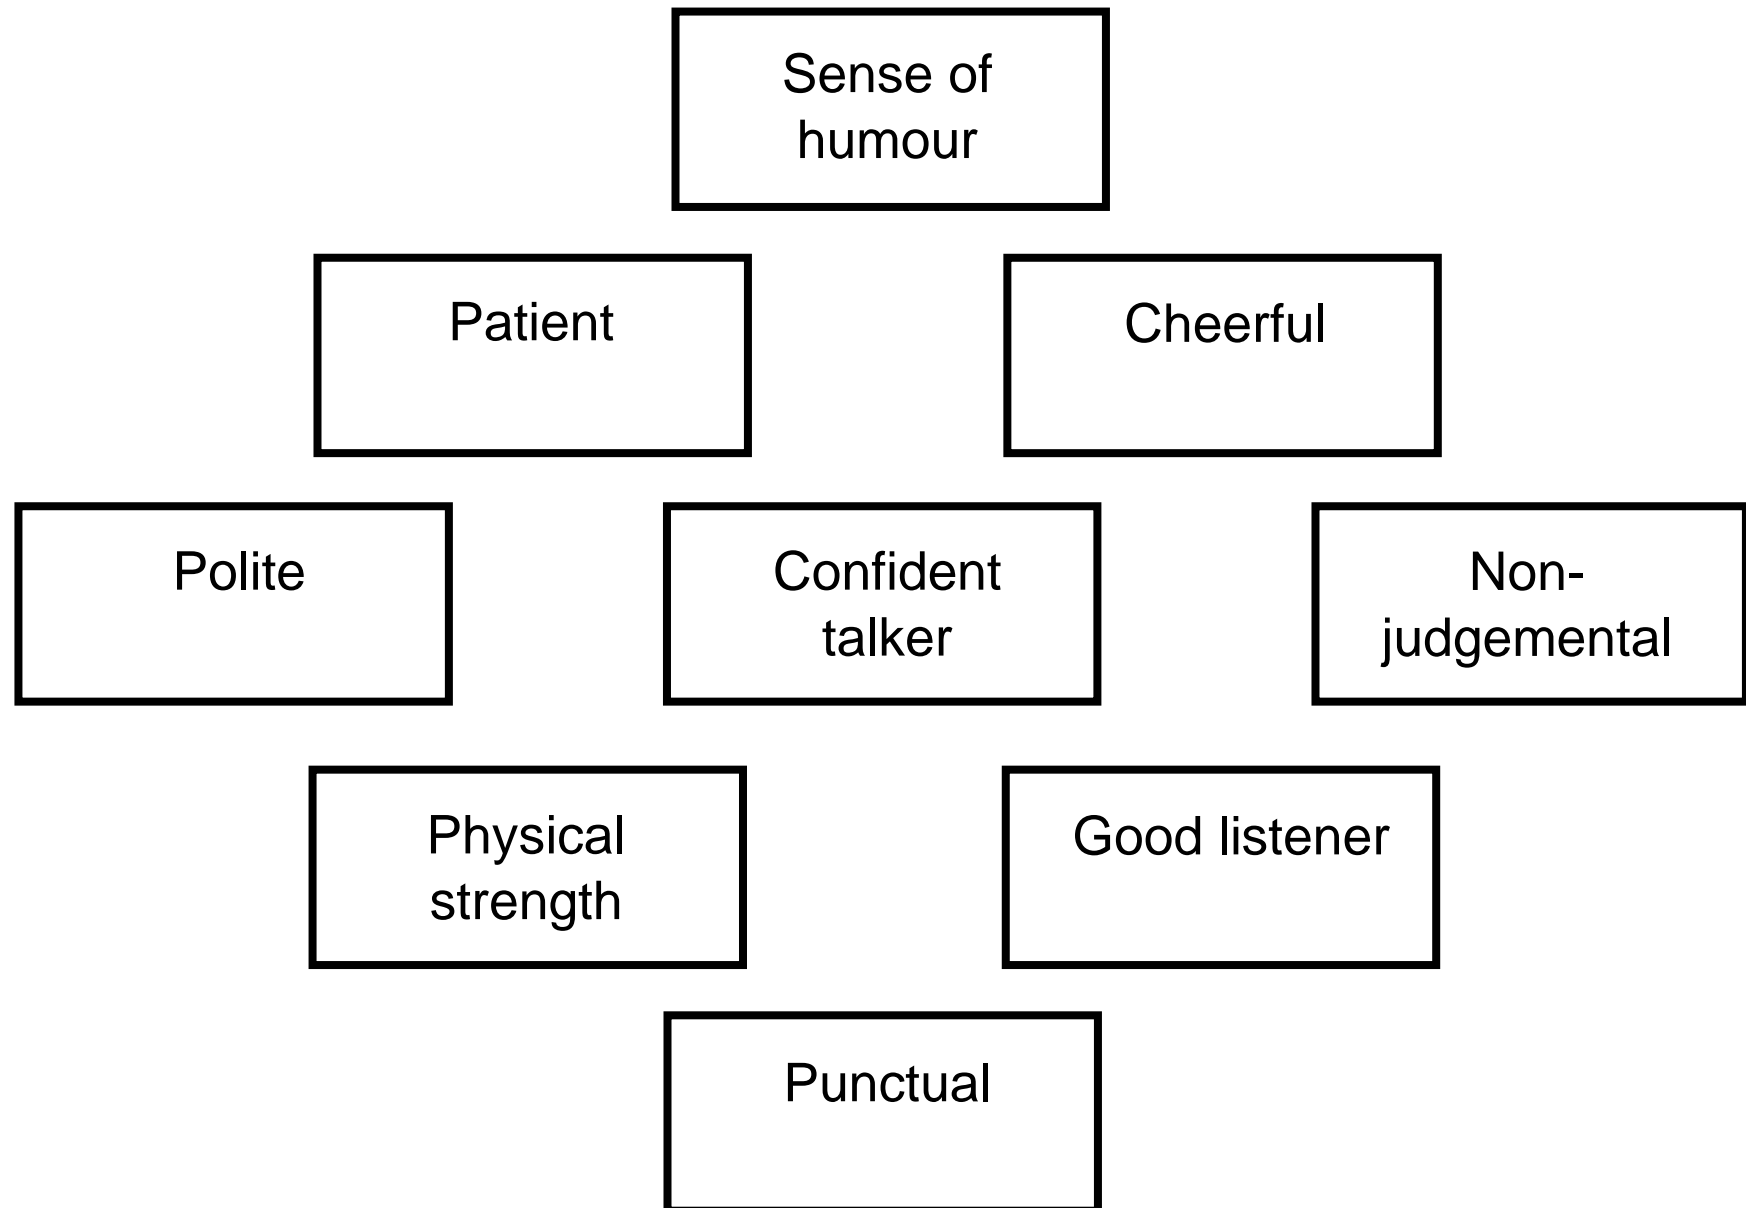 Sense of
humour
Patient
Cheerful
Polite
Confident
talker
Non-
judgemental
Physical
strength
Good listener
Punctual